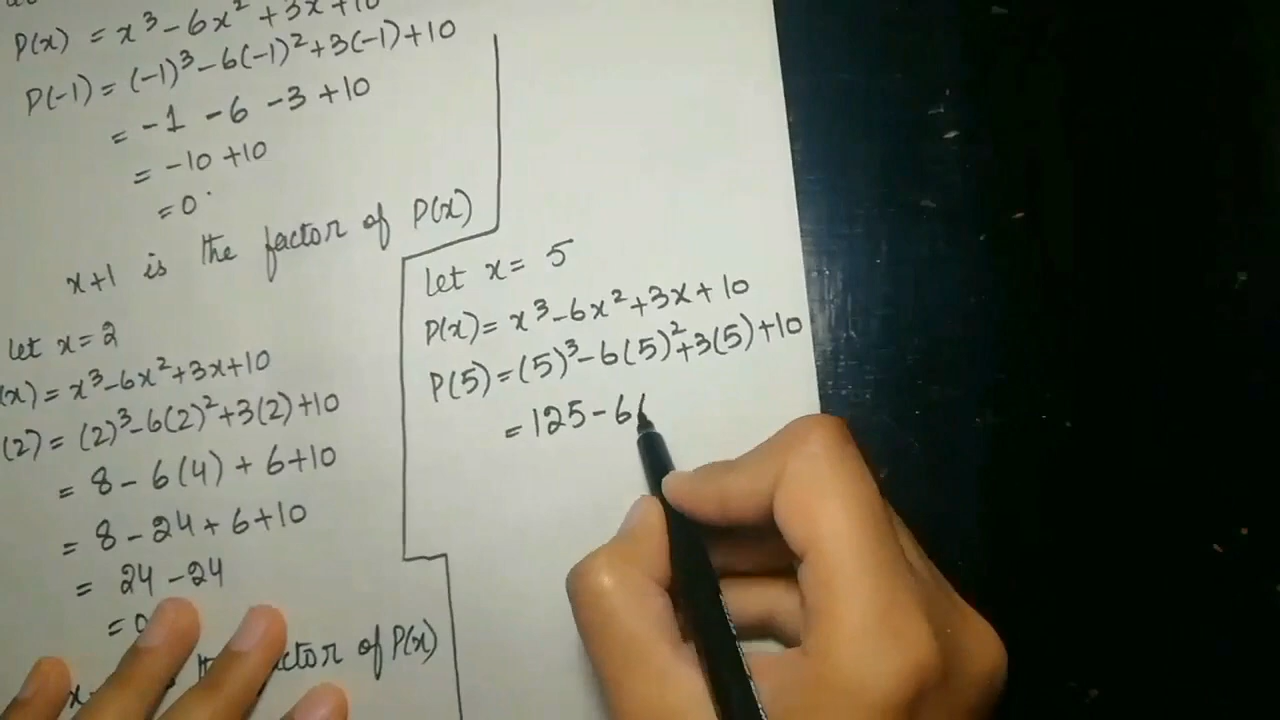 P(x) = x³ - 6x² + 3x + 10
P(-1) = (-1)³ - 6(-1)² + 3(-1) + 10
= -1 - 6 - 3 + 10
= -10 + 10
= 0
x+1 is the factor of P(x)
let x = 2
(x) = x³ - 6x² + 3x + 10
(2) = (2)³ - 6(2)² + 3(2) + 10
= 8 - 6(4) + 6 + 10
= 8 - 24 + 6 + 10
= 24 - 24
= 0
of P(x)
let x = 5
P(x) = x³ - 6x² + 3x + 10
P(5) = (5)³ - 6(5)² + 3(5) + 10
= 125 - 6(